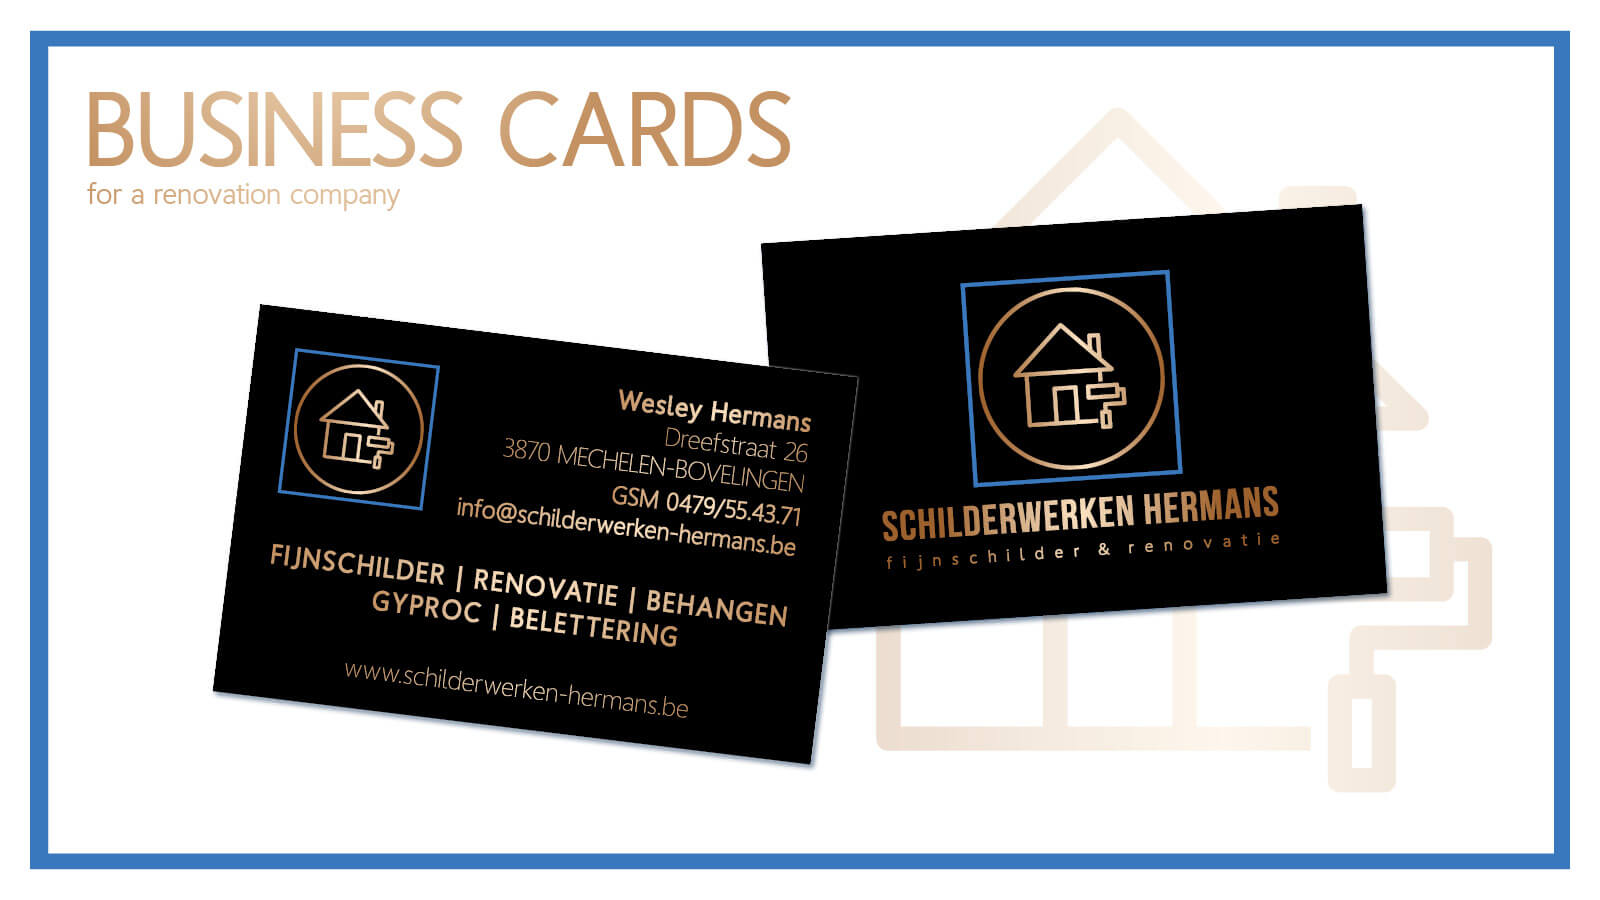 BUSINESS CARDS
for a renovation company
Wesley Hermans
Dreefstraat 26
3870 MECHELEN-BOVELINGEN
GSM 0479/55.43.71
info@schilderwerken-hermans.be
FIJNSCHILDER | RENOVATIE | BEHANGEN
GYPROC | BELETTERING
www.schilderwerken-hermans.be
SCHILDERWERKEN HERMANS
fijnschilder & renovatie